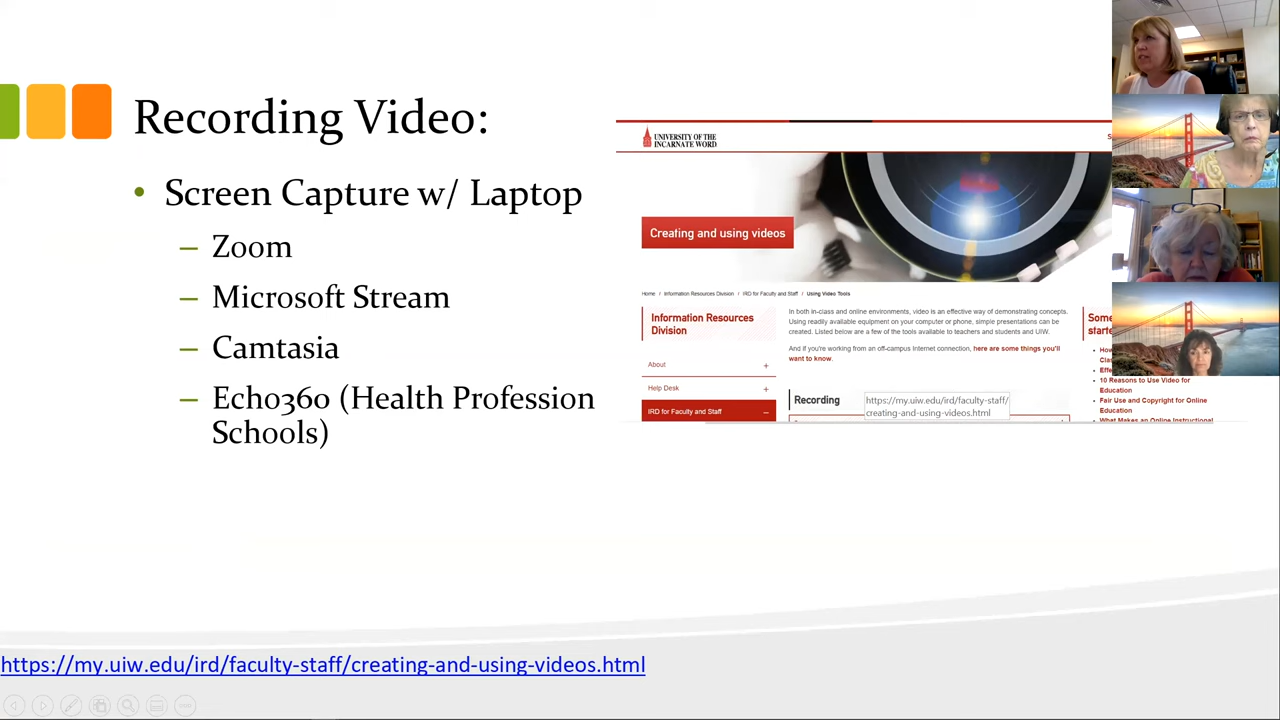 Recording Video:
• Screen Capture w/ Laptop
– Zoom
– Microsoft Stream
– Camtasia
– Echo360 (Health Profession
Schools)
UNIVERSITY OF THE
INCARNATE WORD
S
Creating and using videos
Home / Information Resources Division / IRD for Faculty and Staff / Using Video Tools
Information Resources
Division
About +
Help Desk +
IRD for Faculty and Staff –
In both in-class and online environments, video is an effective way of demonstrating concepts.
Using readily available equipment on your computer or phone, simple presentations can be
created. Listed below are a few of the tools available to teachers and students and UIW.
And if you're working from an off-campus Internet connection, here are some things you'll
want to know.
Recording
https://my.uiw.edu/ird/faculty-staff/
creating-and-using-videos.html
Some
starte
• How
Clas
• Effe
• 10 Reasons to Use Video for
Education
• Fair Use and Copyright for Online
Education
• What Makes an Online Instructional
https://my.uiw.edu/ird/faculty-staff/creating-and-using-videos.html